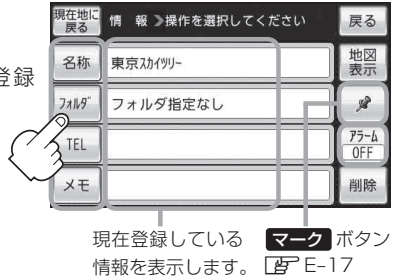 現在地に
戻る
情 報 》操作を選択してください
戻る
名称
東京ｽｶｲﾂﾘｰ
地図
表示
登録
ﾌｫﾙﾀﾞ
フォルダ指定なし
TEL
ｱﾗｰﾑ
OFF
メモ
削除
現在登録している
情報を表示します。
マーク ボタン
E-17